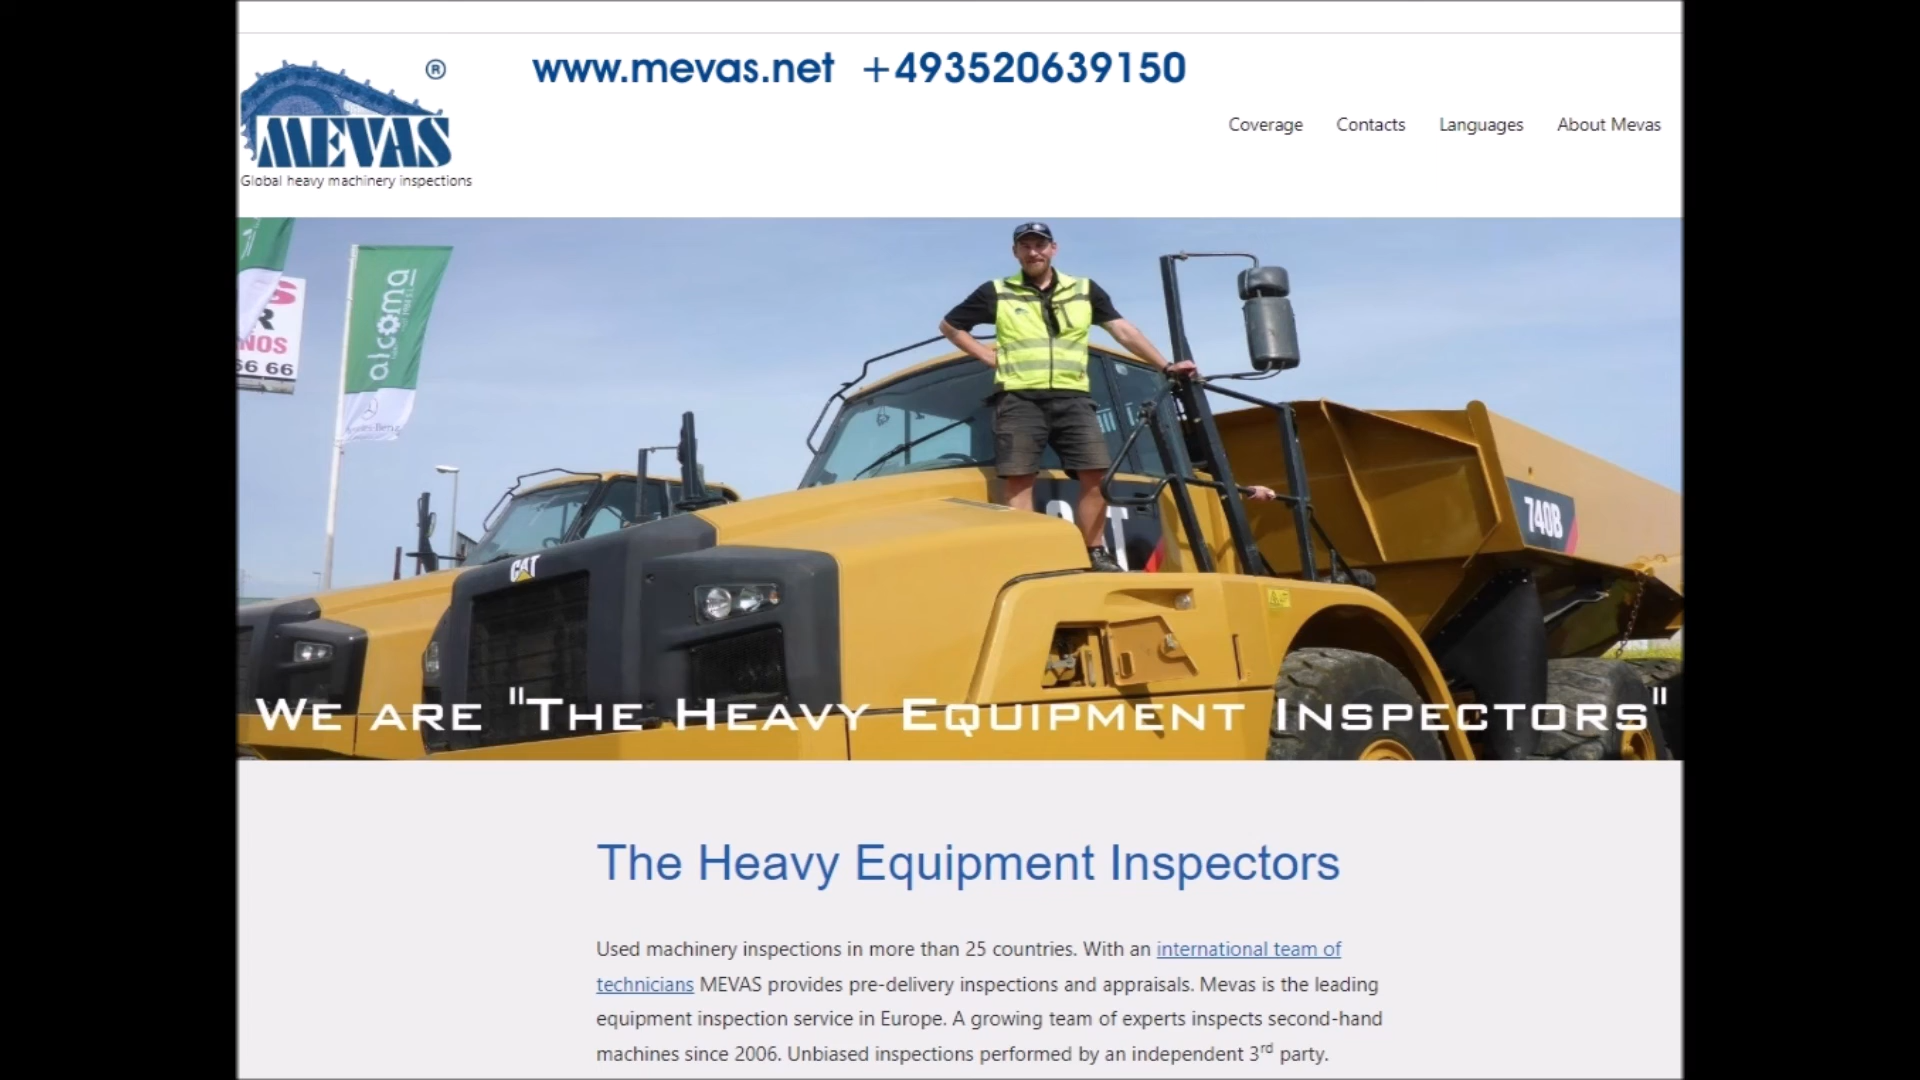 www.mevas.net +493520639150
®
MEVAS
Global heavy machinery inspections
Coverage Contacts Languages About Mevas
alcoma
R
NOS
66 66
CAT
740B
WE ARE "THE HEAVY EQUIPMENT INSPECTORS"
The Heavy Equipment Inspectors
Used machinery inspections in more than 25 countries. With an international team of
technicians MEVAS provides pre-delivery inspections and appraisals. Mevas is the leading
equipment inspection service in Europe. A growing team of experts inspects second-hand
machines since 2006. Unbiased inspections performed by an independent 3rd party.